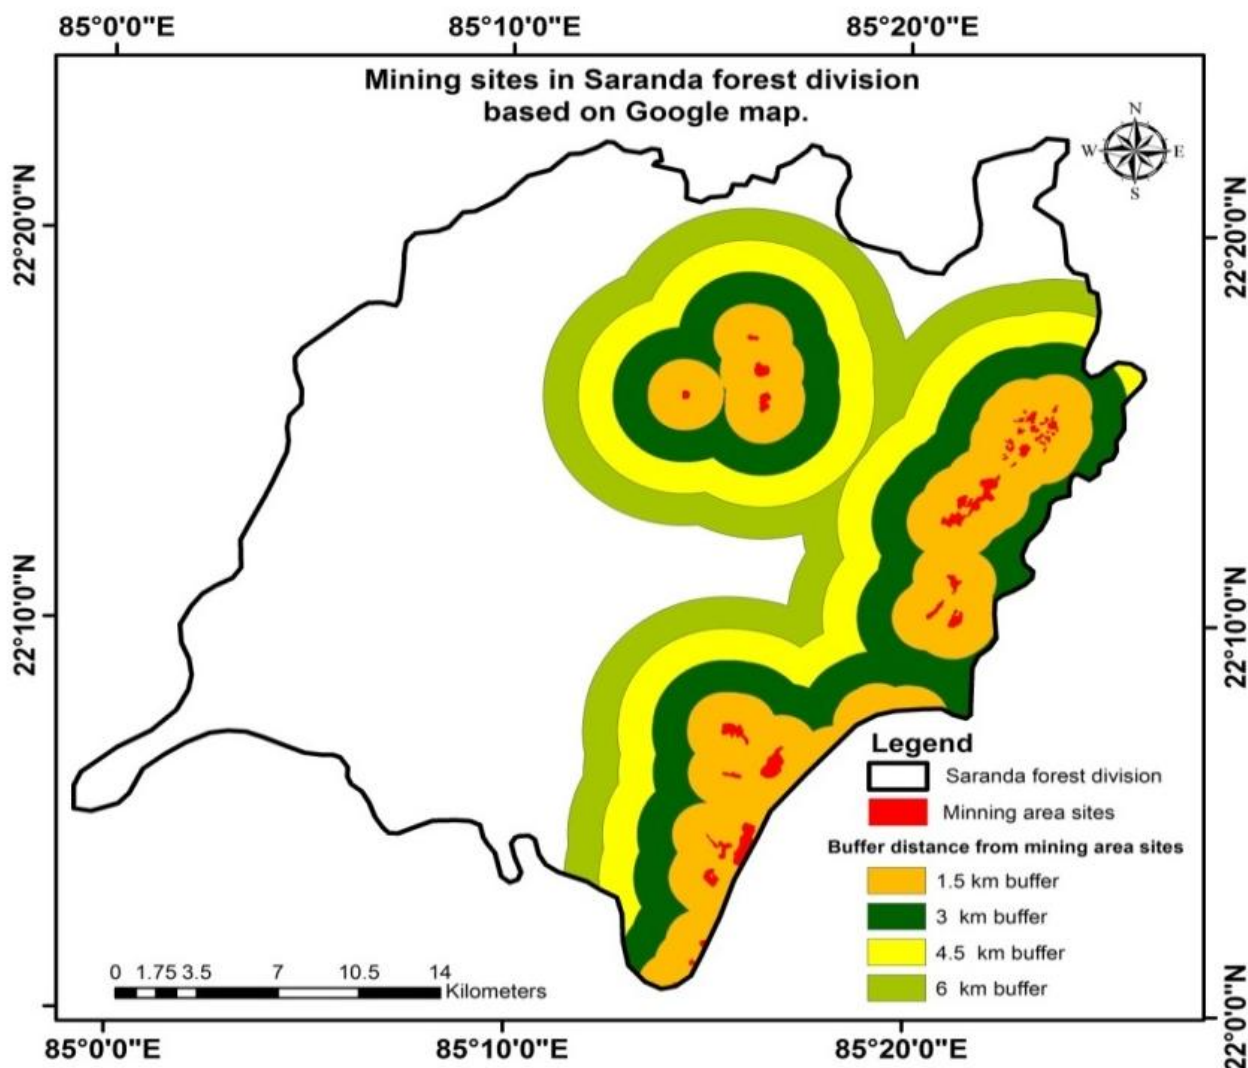 85°0'0"E 85°10'0"E 85°20'0"E
Mining sites in Saranda forest division
based on Google map.
N
W E
S
22°20'0"N 22°20'0"N
22°10'0"N 22°10'0"N
Legend
Saranda forest division
Minning area sites
Buffer distance from mining area sites
1.5 km buffer
3 km buffer
4.5 km buffer
6 km buffer
0 1.75 3.5 7 10.5 14
Kilometers
22°0'0"N
85°0'0"E 85°10'0"E 85°20'0"E